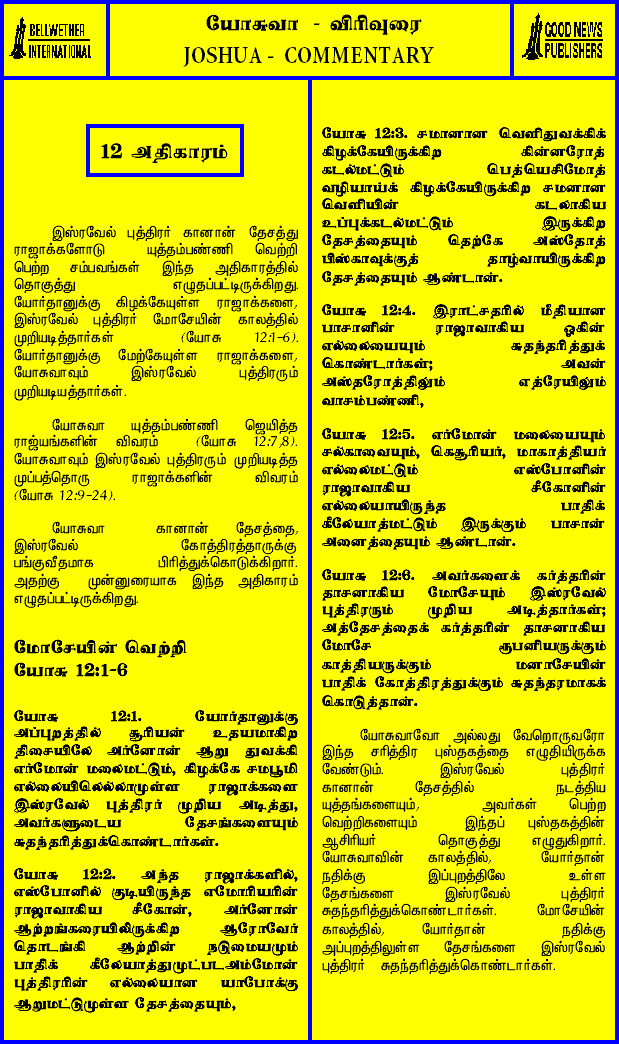 BELLWETHER
INTERNATIONAL
யோசுவா - விரிவுரை
JOSHUA - COMMENTARY
GOOD NEWS
PUBLISHERS
12 அதிகாரம்
இஸ்ரவேல் புத்திரர் கானான் தேசத்து
ராஜாக்களோடு யுத்தம்பண்ணி வெற்றி
பெற்ற சம்பவங்கள் இந்த அதிகாரத்தில்
தொகுத்து எழுதப்பட்டிருக்கிறது.
யோர்தானுக்கு கிழக்கேயுள்ள ராஜாக்களை,
இஸ்ரவேல் புத்திரர் மோசேயின் காலத்தில்
முறியடித்தார்கள் (யோசு 12:1-6).
யோர்தானுக்கு மேற்கேயுள்ள ராஜாக்களை,
யோசுவாவும் இஸ்ரவேல் புத்திரரும்
முறியடியத்தார்கள்.
யோசுவா யுத்தம்பண்ணி ஜெயித்த
ராஜ்யங்களின் விவரம் (யோசு 12:7,8).
யோசுவாவும் இஸ்ரவேல் புத்திரரும் முறியடித்த
முப்பத்தொரு ராஜாக்களின் விவரம்
(யோசு 12:9-24).
யோசுவா கானான் தேசத்தை,
இஸ்ரவேல் கோத்திரத்தாருக்கு
பங்குவீதமாக பிரித்துக்கொடுக்கிறார்.
அதற்கு முன்னுரையாக இந்த அதிகாரம்
எழுதப்பட்டிருக்கிறது.
மோசேயின் வெற்றி
யோசு 12:1-6
யோசு 12:1. யோர்தானுக்கு
அப்புறத்தில் சூரியன் உதயமாகிற
திசையிலே அர்னோன் ஆறு துவக்கி
எர்மோன் மலைமட்டும், கிழக்கே சமபூமி
எல்லையிலெல்லாமுள்ள ராஜாக்களை
இஸ்ரவேல் புத்திரர் முறிய அடித்து,
அவர்களுடைய தேசங்களையும்
சுதந்தரித்துக்கொண்டார்கள்.
யோசு 12:2. அந்த ராஜாக்களில்,
எஸ்போனில் குடியிருந்த எமோரியரின்
ராஜாவாகிய சீகோன், அர்னோன்
ஆற்றங்கரையிலிருக்கிற ஆரோவேர்
தொடங்கி ஆற்றின் நடுமையமும்
பாதிக் கீலேயாத்துமுட்படஅம்மோன்
புத்திரரின் எல்லையான யாபோக்கு
ஆறுமட்டுமுள்ள தேசத்தையும்,
யோசு 12:3. சமானான வெளிதுவக்கிக்
கிழக்கேயிருக்கிற கின்னரோத்
கடல்மட்டும் பெத்யெசிமோத்
வழியாய்க் கிழக்கேயிருக்கிற சமனான
வெளியின் கடலாகிய
உப்புக்கடல்மட்டும் இருக்கிற
தேசத்தையும் தெற்கே அஸ்தோத்
பிஸ்காவுக்குத் தாழ்வாயிருக்கிற
தேசத்தையும் ஆண்டான்.
யோசு 12:4. இராட்சதரில் மீதியான
பாசானின் ராஜாவாகிய ஓகின்
எல்லையையும் சுதந்தரித்துக்
கொண்டார்கள்; அவன்
அஸ்தரோத்திலும் எத்ரேயிலும்
வாசம்பண்ணி,
யோசு 12:5. எர்மோன் மலையையும்
சல்காவையும், கெசூரியர், மாகாத்தியர்
எல்லைமட்டும் எஸ்போனின்
ராஜாவாகிய சீகோனின்
எல்லையாயிருந்த பாதிக்
கீலேயாத்மட்டும் இருக்கும் பாசான்
அனைத்தையும் ஆண்டான்.
யோசு 12:6. அவர்களைக் கர்த்தரின்
தாசனாகிய மோசேயும் இஸ்ரவேல்
புத்திரரும் முறிய அடித்தார்கள்;
அத்தேசத்தைக் கர்த்தரின் தாசனாகிய
மோசே ரூபனியருக்கும்
காத்தியருக்கும் மனாசேயின்
பாதிக் கோத்திரத்துக்கும் சுதந்தரமாகக்
கொடுத்தான்.
யோசுவாவோ அல்லது வேறொருவரோ
இந்த சரித்திர புஸ்தகத்தை எழுதியிருக்க
வேண்டும். இஸ்ரவேல் புத்திரர்
கானான் தேசத்தில் நடத்திய
யுத்தங்களையும், அவர்கள் பெற்ற
வெற்றிகளையும் இந்தப் புஸ்தகத்தின்
ஆசிரியர் தொகுத்து எழுதுகிறார்.
யோசுவாவின் காலத்தில், யோர்தான்
நதிக்கு இப்புறத்திலே உள்ள
தேசங்களை இஸ்ரவேல் புத்திரர்
சுதந்தரித்துக்கொண்டார்கள். மோசேயின்
காலத்தில், யோர்தான் நதிக்கு
அப்புறத்திலுள்ள தேசங்களை இஸ்ரவேல்
புத்திரர் சுதந்தரித்துக்கொண்டார்கள்.